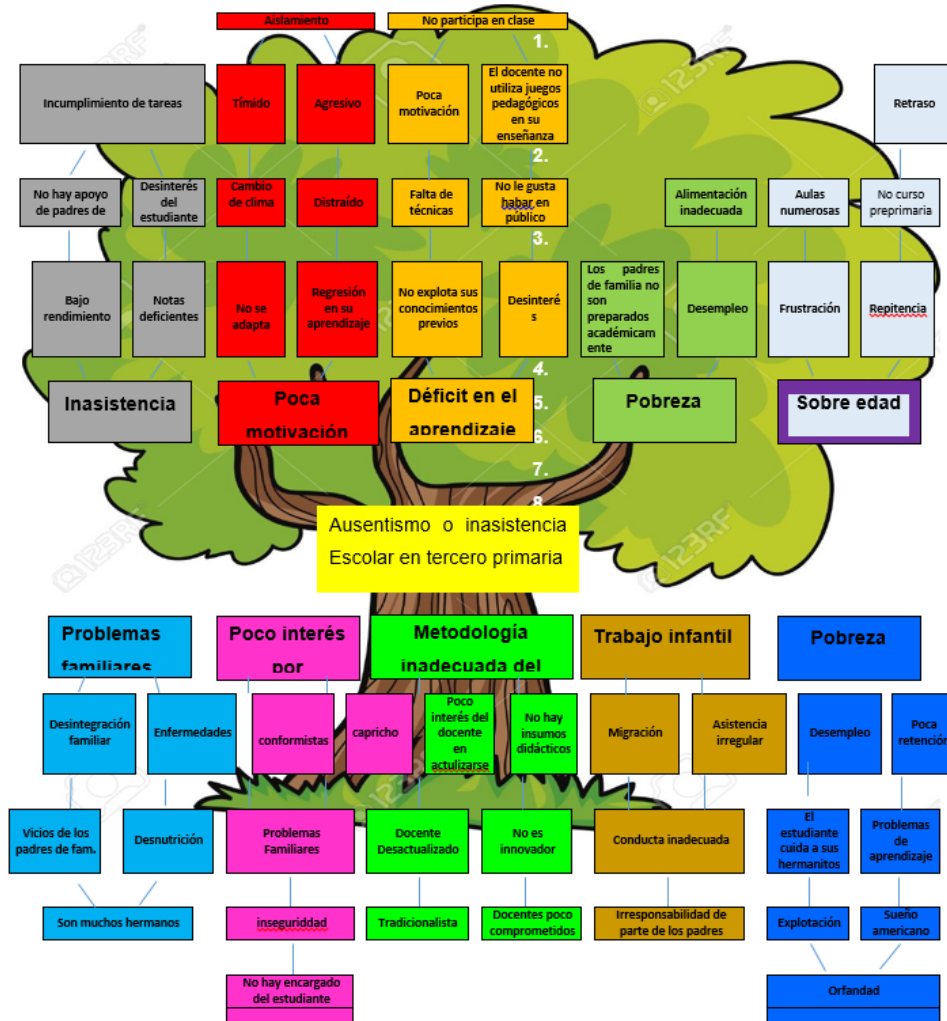 Aislamiento
No participa en clase
1.
Incumplimiento de tareas
Tímido
Agresivo
Poca
motivación
El docente no
utiliza juegos
pedagógicos
en su
enseñanza
Retraso
2.
No hay apoyo
de padres de
Desinterés
del
estudiante
Cambio
de clima
Distraído
Falta de
técnicas
No le gusta
habar en
público
Alimentación
inadecuada
Aulas
numerosas
No curso
preprimaria
3.
Bajo
rendimiento
Notas
deficientes
No se
adapta
Regresión
en su
aprendizaje
No explota sus
conocimientos
previos
Desinteré
s
Los padres
de familia no
son
preparados
académicam
ente
Desempleo
Frustración
Repitencia
4.
Inasistencia
Poca
motivación
Déficit en el
aprendizaje
5.
6.
Pobreza
Sobre edad
7.
8
Ausentismo o inasistencia
Escolar en tercero primaria
Problemas
familiares
Poco interés
por
Metodología
inadecuada del
Trabajo infantil
Pobreza
Desintegración
familiar
Enfermedades
conformistas
capricho
Poco
interés del
docente
en
actulizarse
No hay
insumos
didácticos
Migración
Asistencia
irregular
Desempleo
Poca
retención
Vicios de los
padres de fam.
Desnutrición
Problemas
Familiares
Docente
Desactualizado
No es
innovador
Conducta inadecuada
El
estudiante
cuida a sus
hermanitos
Problemas
de
aprendizaje
Son muchos hermanos
inseguriddad
Tradicionalista
Docentes poco
comprometidos
Irresponsabilidad de
parte de los padres
Explotación
Sueño
americano
No hay encargado
del estudiante
Orfandad
123RF
123RF
123RF
123RF